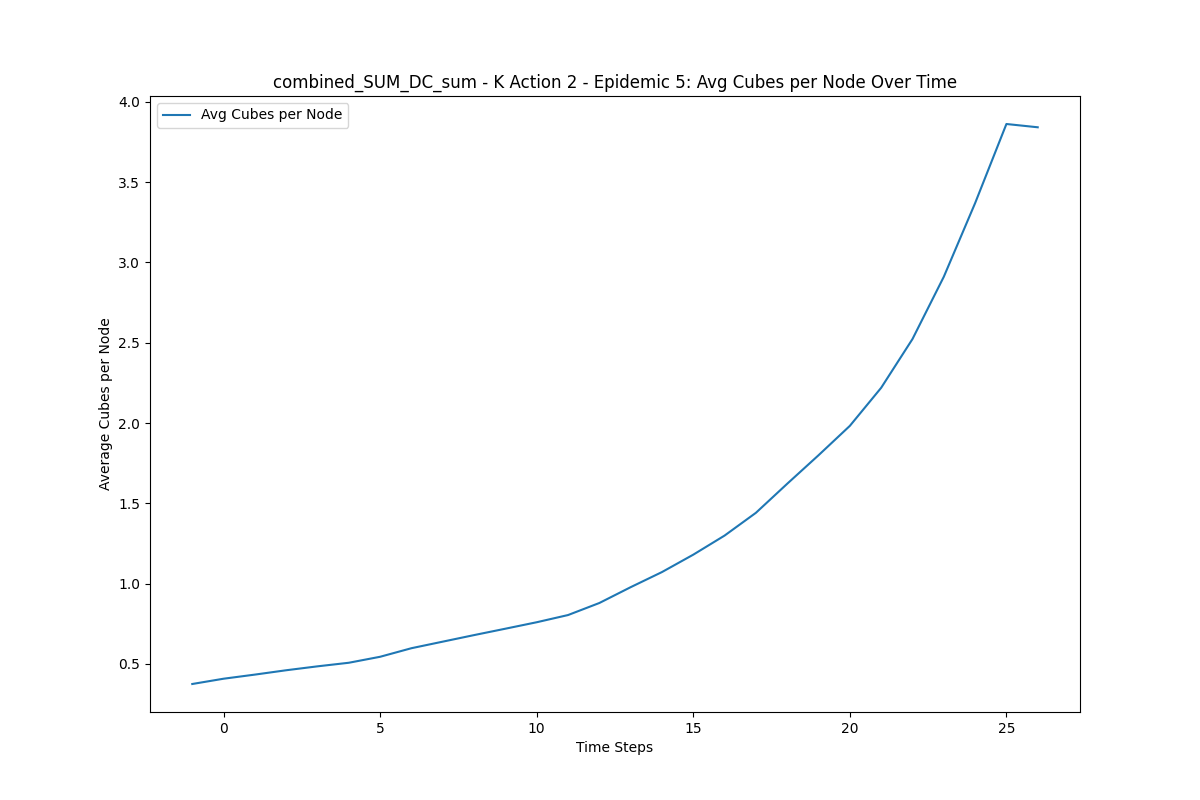 combined_SUM_DC_sum - K Action 2 - Epidemic 5: Avg Cubes per Node Over Time
Avg Cubes per Node
Average Cubes per Node
4.0
3.5
3.0
2.5
2.0
1.5
1.0
0.5
0 5 10 15 20 25
Time Steps